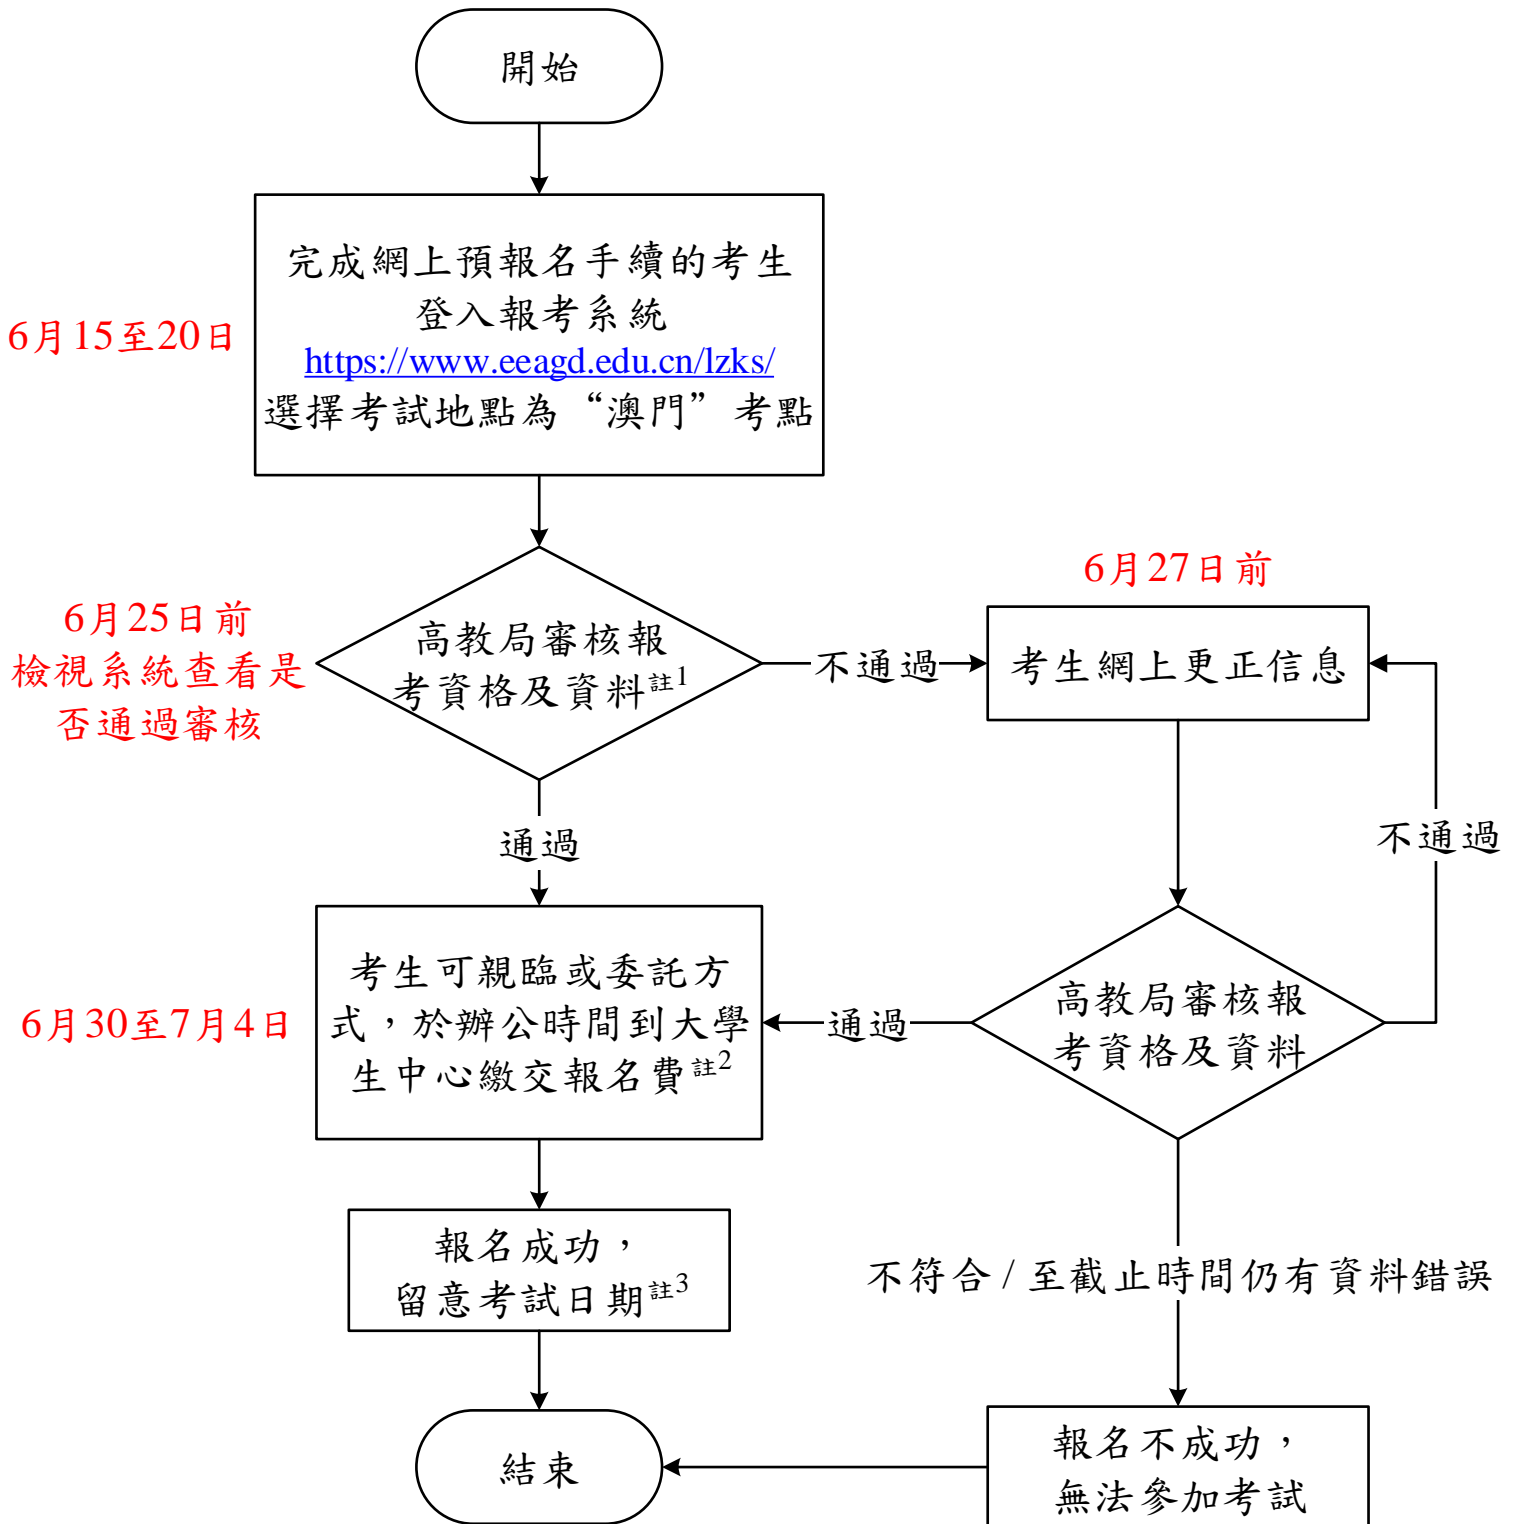 開始
完成網上預報名手續的考生
登入報考系統
https://www.eeagd.edu.cn/lzks/
選擇考試地點為“澳門”考點
6月15至20日
6月25日前
檢視系統查看是
否通過審核
高教局審核報
考資格及資料註1
不通過
6月27日前
考生網上更正信息
通過
不通過
6月30至7月4日
考生可親臨或委託方
式，於辦公時間到大學
生中心繳交報名費註2
通過
高教局審核報
考資格及資料
報名成功，
留意考試日期註3
不符合 / 至截止時間仍有資料錯誤
結束
報名不成功，
無法參加考試